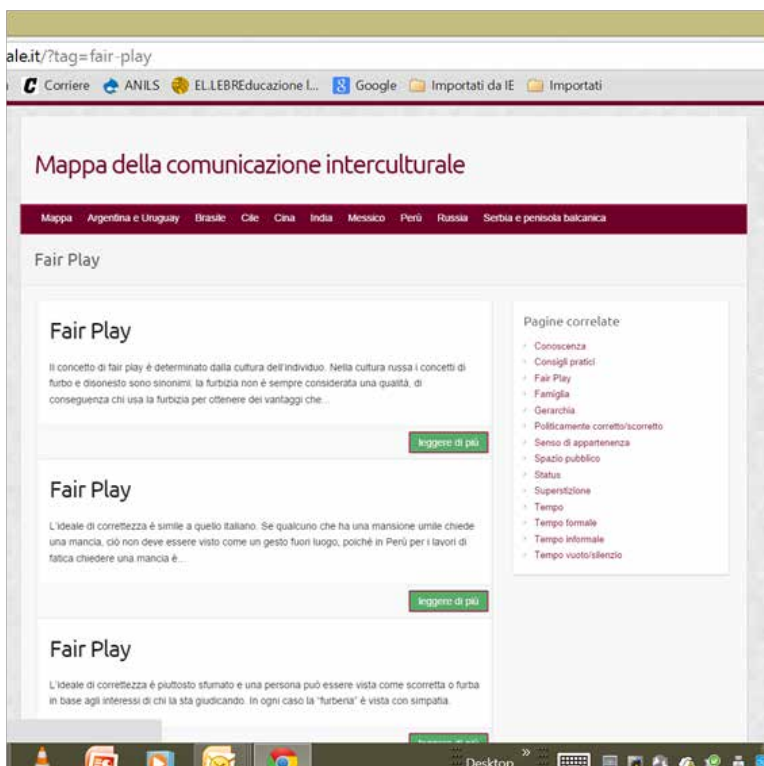 ale.it/?tag=fair-play
Corriere ANILS EL.LEBREducazione l... Google Importati da IE Importati
Mappa della comunicazione interculturale
Mappa Argentina e Uruguay Brasile Cile Cina India Messico Perù Russia Serbia e penisola balcanica
Fair Play
Fair Play
Il concetto di fair play è determinato dalla cultura dell'individuo. Nella cultura russa i concetti di
furbo e disonesto sono sinonimi: la furbizia non è sempre considerata una qualità, di
conseguenza chi usa la furbizia per ottenere dei vantaggi che...
leggere di più
Fair Play
L'ideale di correttezza è simile a quello italiano. Se qualcuno che ha una mansione umile chiede
una mancia, ciò non deve essere visto come un gesto fuori luogo, poiché in Perù per i lavori di
fatica chiedere una mancia è...
leggere di più
Fair Play
L'ideale di correttezza è piuttosto sfumato e una persona può essere vista come scorretta o furba
in base agli interessi di chi la sta giudicando. In ogni caso la "furberia" è vista con simpatia.
Pagine correlate
Conoscenza
Consigli pratici
Fair Play
Famiglia
Gerarchia
Politicamente corretto/scorretto
Senso di appartenenza
Spazio pubblico
Status
Superstizione
Tempo
Tempo formale
Tempo informale
Tempo vuoto/silenzio
Desktop